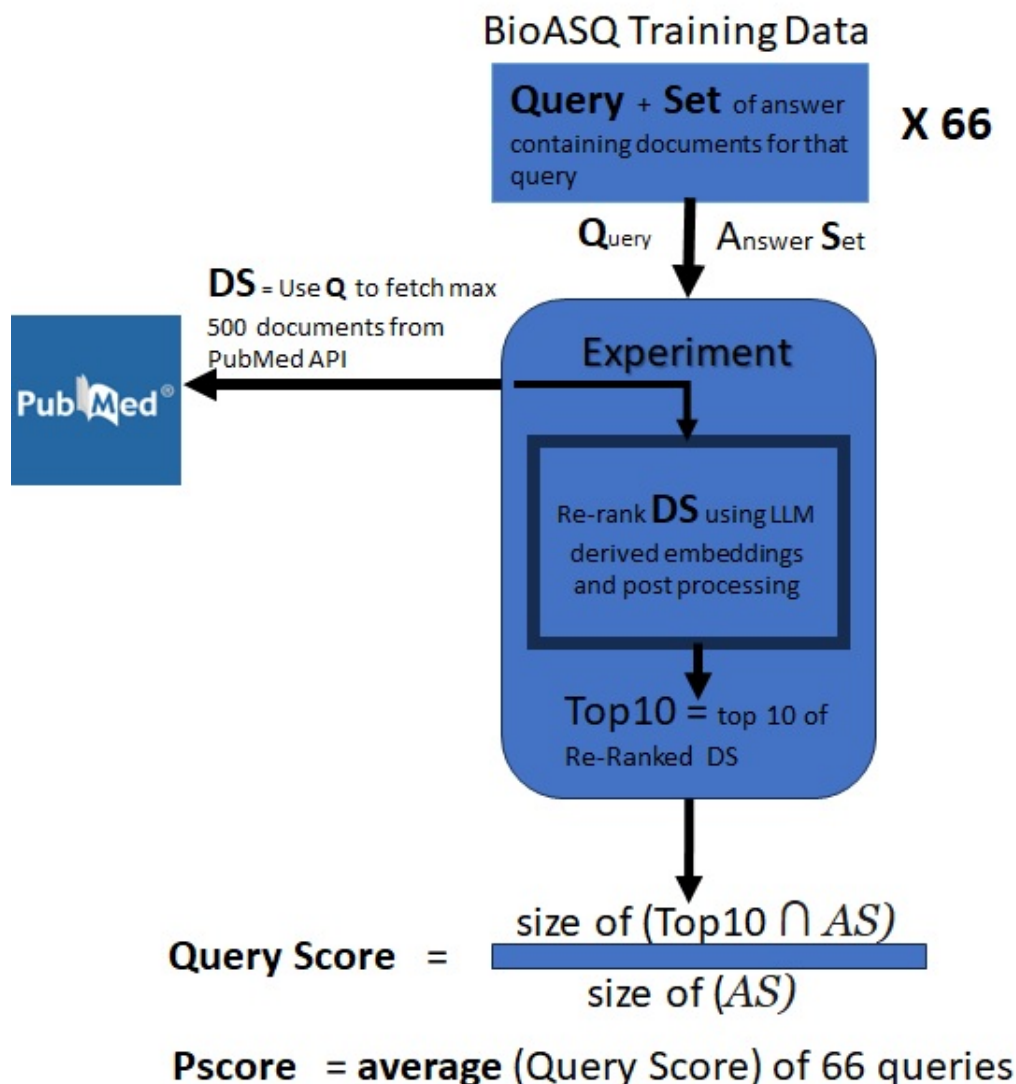 BioASQ Training Data
Query + Set of answer
containing documents for that
query
X 66
Query Answer Set
DS = Use Q to fetch max
500 documents from
PubMed API
PubMed®
Experiment
Re-rank DS using LLM
derived embeddings
and post processing
Top10 = top 10 of
Re-Ranked DS
size of (Top10 ∩ AS)
Query Score =
size of (AS)
Pscore = average (Query Score) of 66 queries